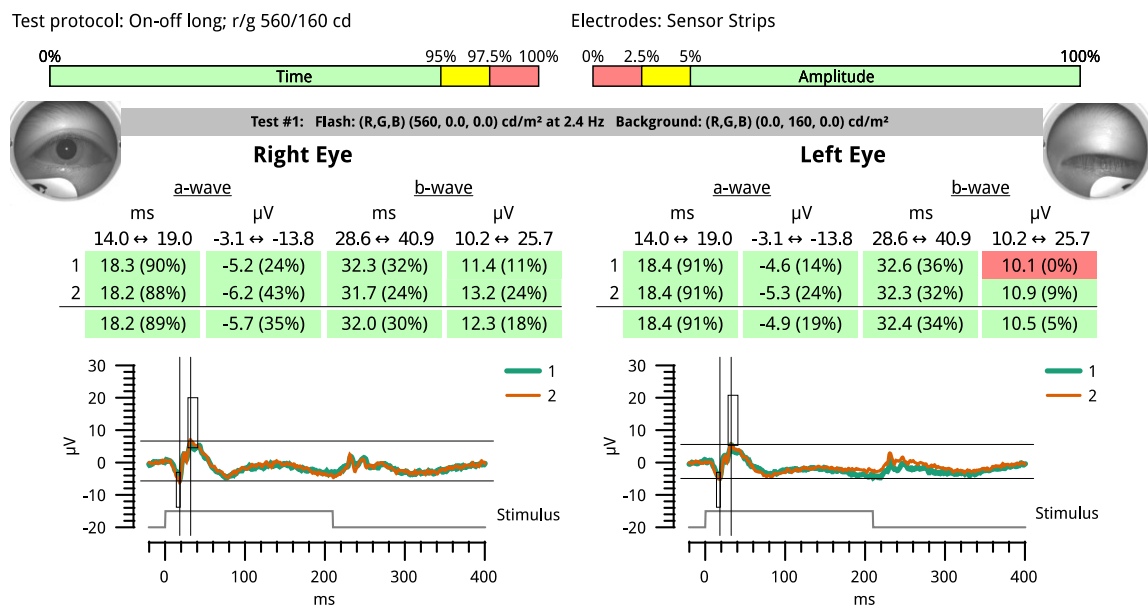 Test protocol: On-off long; r/g 560/160 cd
Electrodes: Sensor Strips
0% 95% 97.5% 100%
Time
0% 2.5% 5% 100%
Amplitude
Test #1: Flash: (R,G,B) (560, 0.0, 0.0) cd/m² at 2.4 Hz Background: (R,G,B) (0.0, 160, 0.0) cd/m²
Right Eye
a-wave b-wave
ms µV ms µV
14.0 ↔ 19.0 -3.1 ↔ -13.8 28.6 ↔ 40.9 10.2 ↔ 25.7
1 18.3 (90%) -5.2 (24%) 32.3 (32%) 11.4 (11%)
2 18.2 (88%) -6.2 (43%) 31.7 (24%) 13.2 (24%)
18.2 (89%) -5.7 (35%) 32.0 (30%) 12.3 (18%)
Left Eye
a-wave b-wave
ms µV ms µV
14.0 ↔ 19.0 -3.1 ↔ -13.8 28.6 ↔ 40.9 10.2 ↔ 25.7
1 18.4 (91%) -4.6 (14%) 32.6 (36%) 10.1 (0%)
2 18.4 (91%) -5.3 (24%) 32.3 (32%) 10.9 (9%)
18.4 (91%) -4.9 (19%) 32.4 (34%) 10.5 (5%)
30
20
10
0
-10
-20
µV
1
2
Stimulus
0 100 200 300 400
ms
30
20
10
0
-10
-20
µV
1
2
Stimulus
0 100 200 300 400
ms